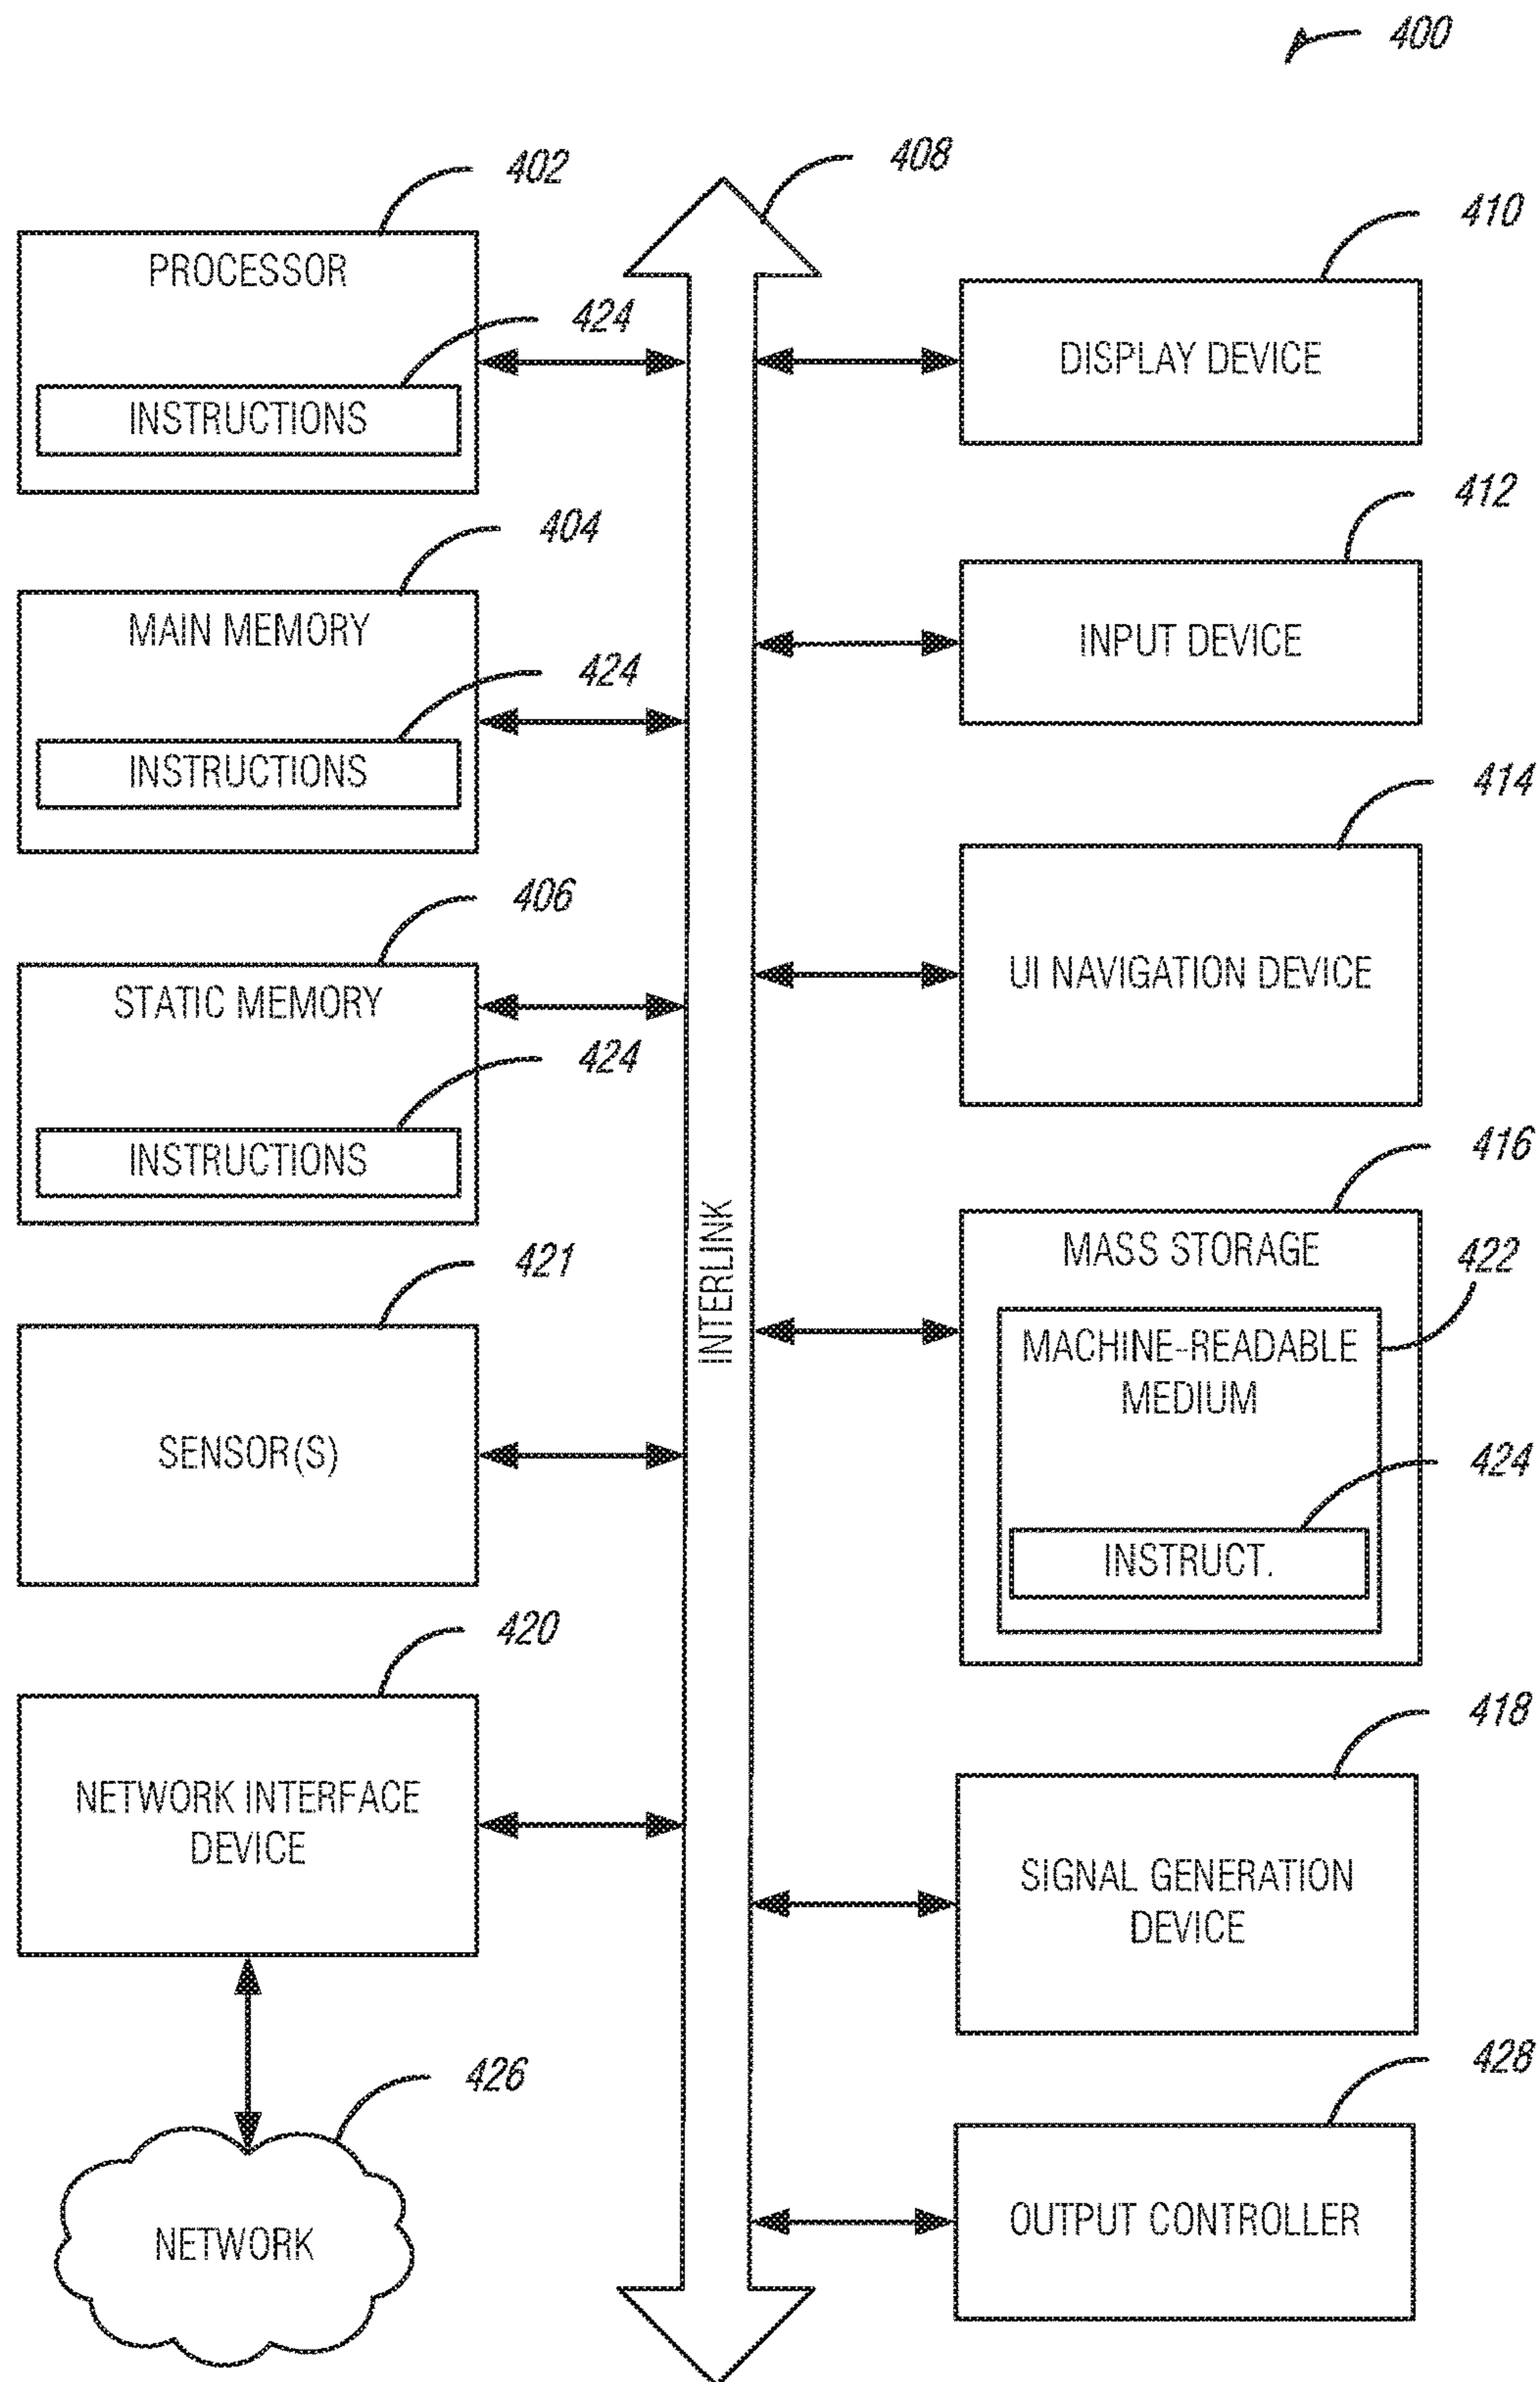 400
402
408
410
PROCESSOR
424
INSTRUCTIONS
DISPLAY DEVICE
404
412
MAIN MEMORY
424
INSTRUCTIONS
INPUT DEVICE
406
414
STATIC MEMORY
424
INSTRUCTIONS
UI NAVIGATION DEVICE
INTERLINK
421
416
SENSOR(S)
MASS STORAGE
422
MACHINE-READABLE
MEDIUM
424
INSTRUCT.
420
418
NETWORK INTERFACE
DEVICE
SIGNAL GENERATION
DEVICE
426
428
NETWORK
OUTPUT CONTROLLER